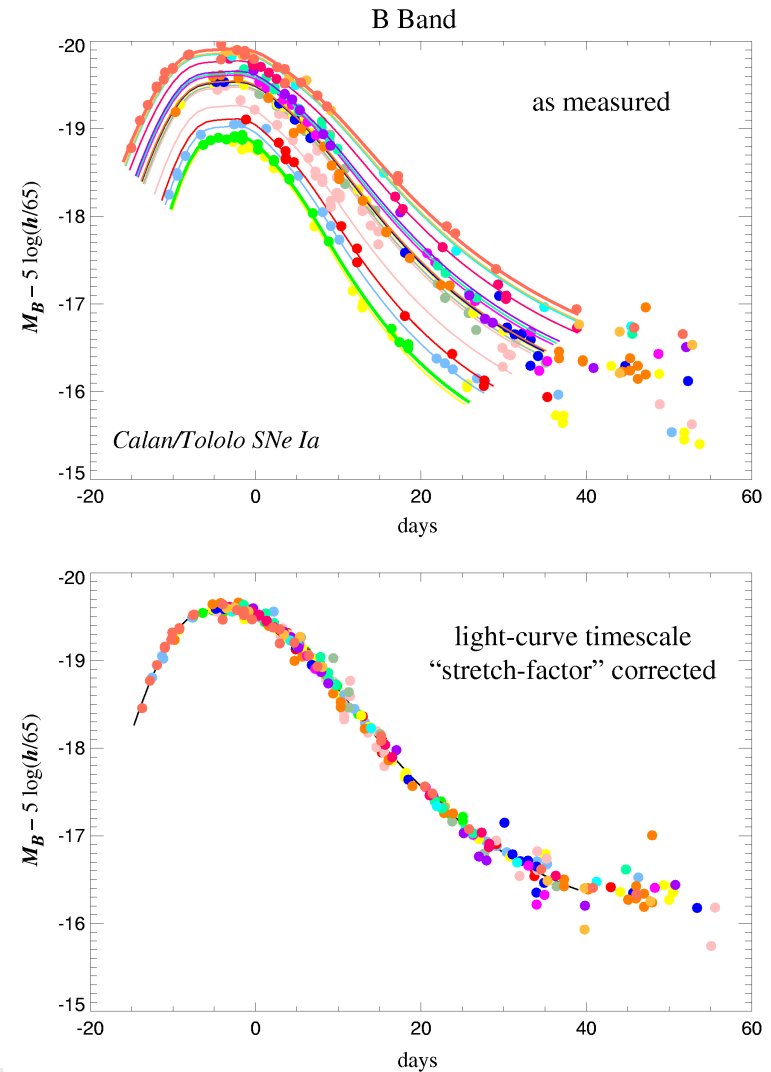 B Band
-20
-19
-18
-17
-16
-15
M_B − 5 log(h/65)
as measured
Calan/Tololo SNe Ia
-20 0 20 40 60
days
-20
-19
-18
-17
-16
-15
M_B − 5 log(h/65)
light-curve timescale
“stretch-factor” corrected
-20 0 20 40 60
days